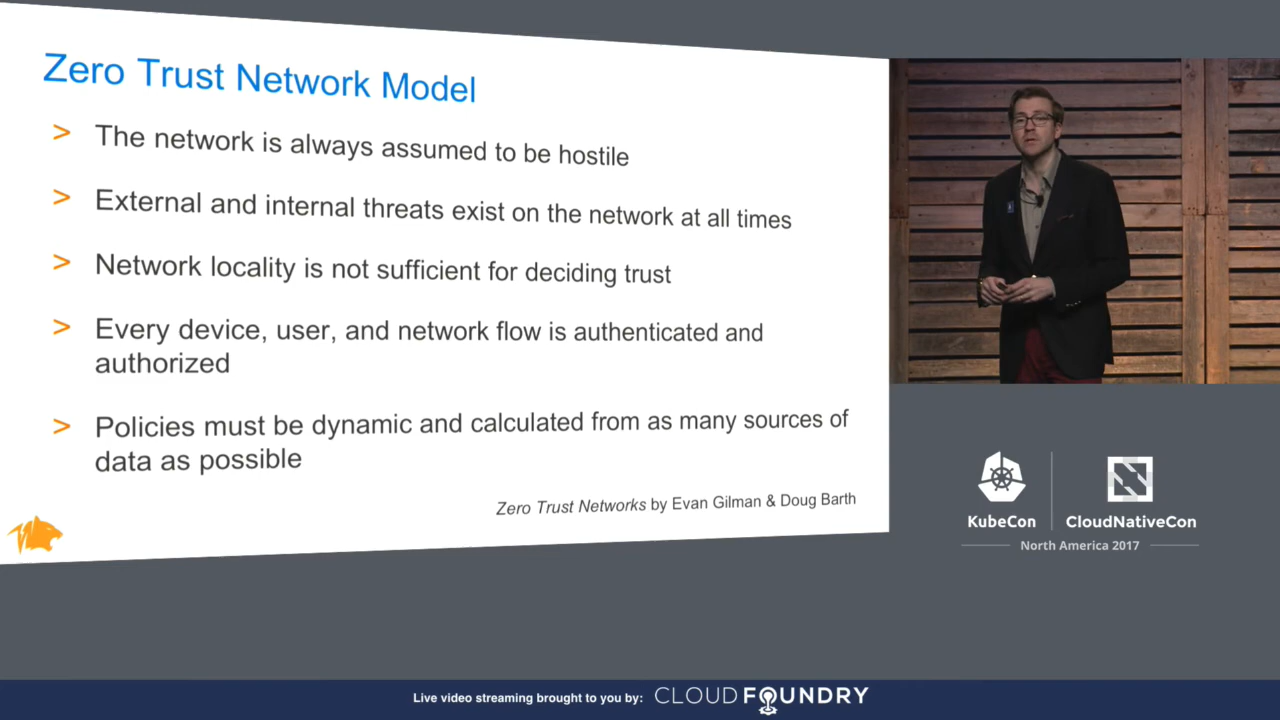 Zero Trust Network Model
> The network is always assumed to be hostile
> External and internal threats exist on the network at all times
> Network locality is not sufficient for deciding trust
> Every device, user, and network flow is authenticated and
authorized
> Policies must be dynamic and calculated from as many sources of
data as possible
Zero Trust Networks by Evan Gilman & Doug Barth
KubeCon
CloudNativeCon
North America 2017
Live video streaming brought to you by: CLOUD FOUNDRY